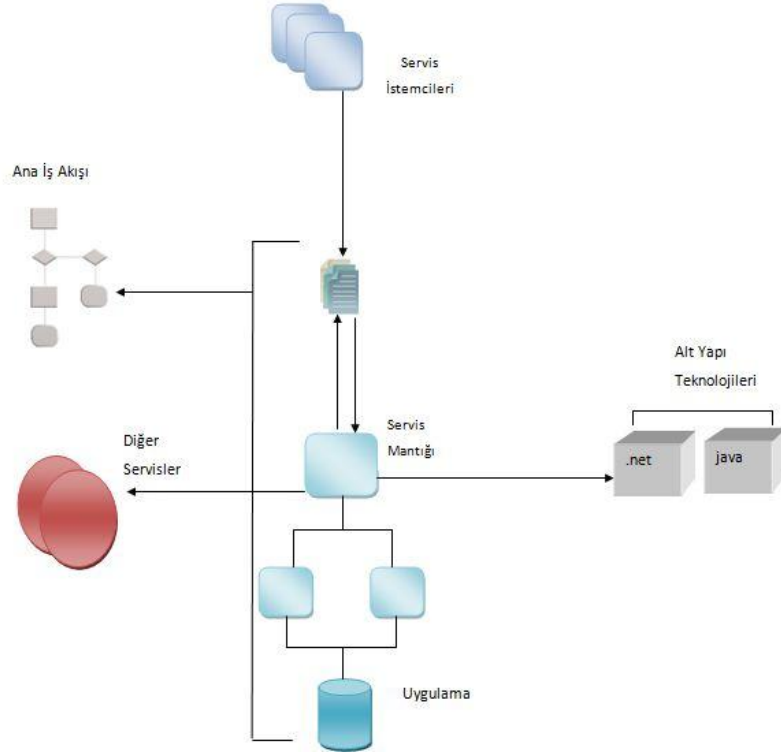 Servis
İstemcileri
Ana İş Akışı
Alt Yapı
Teknolojileri
.net
java
Servis
Mantığı
Diğer
Servisler
Uygulama